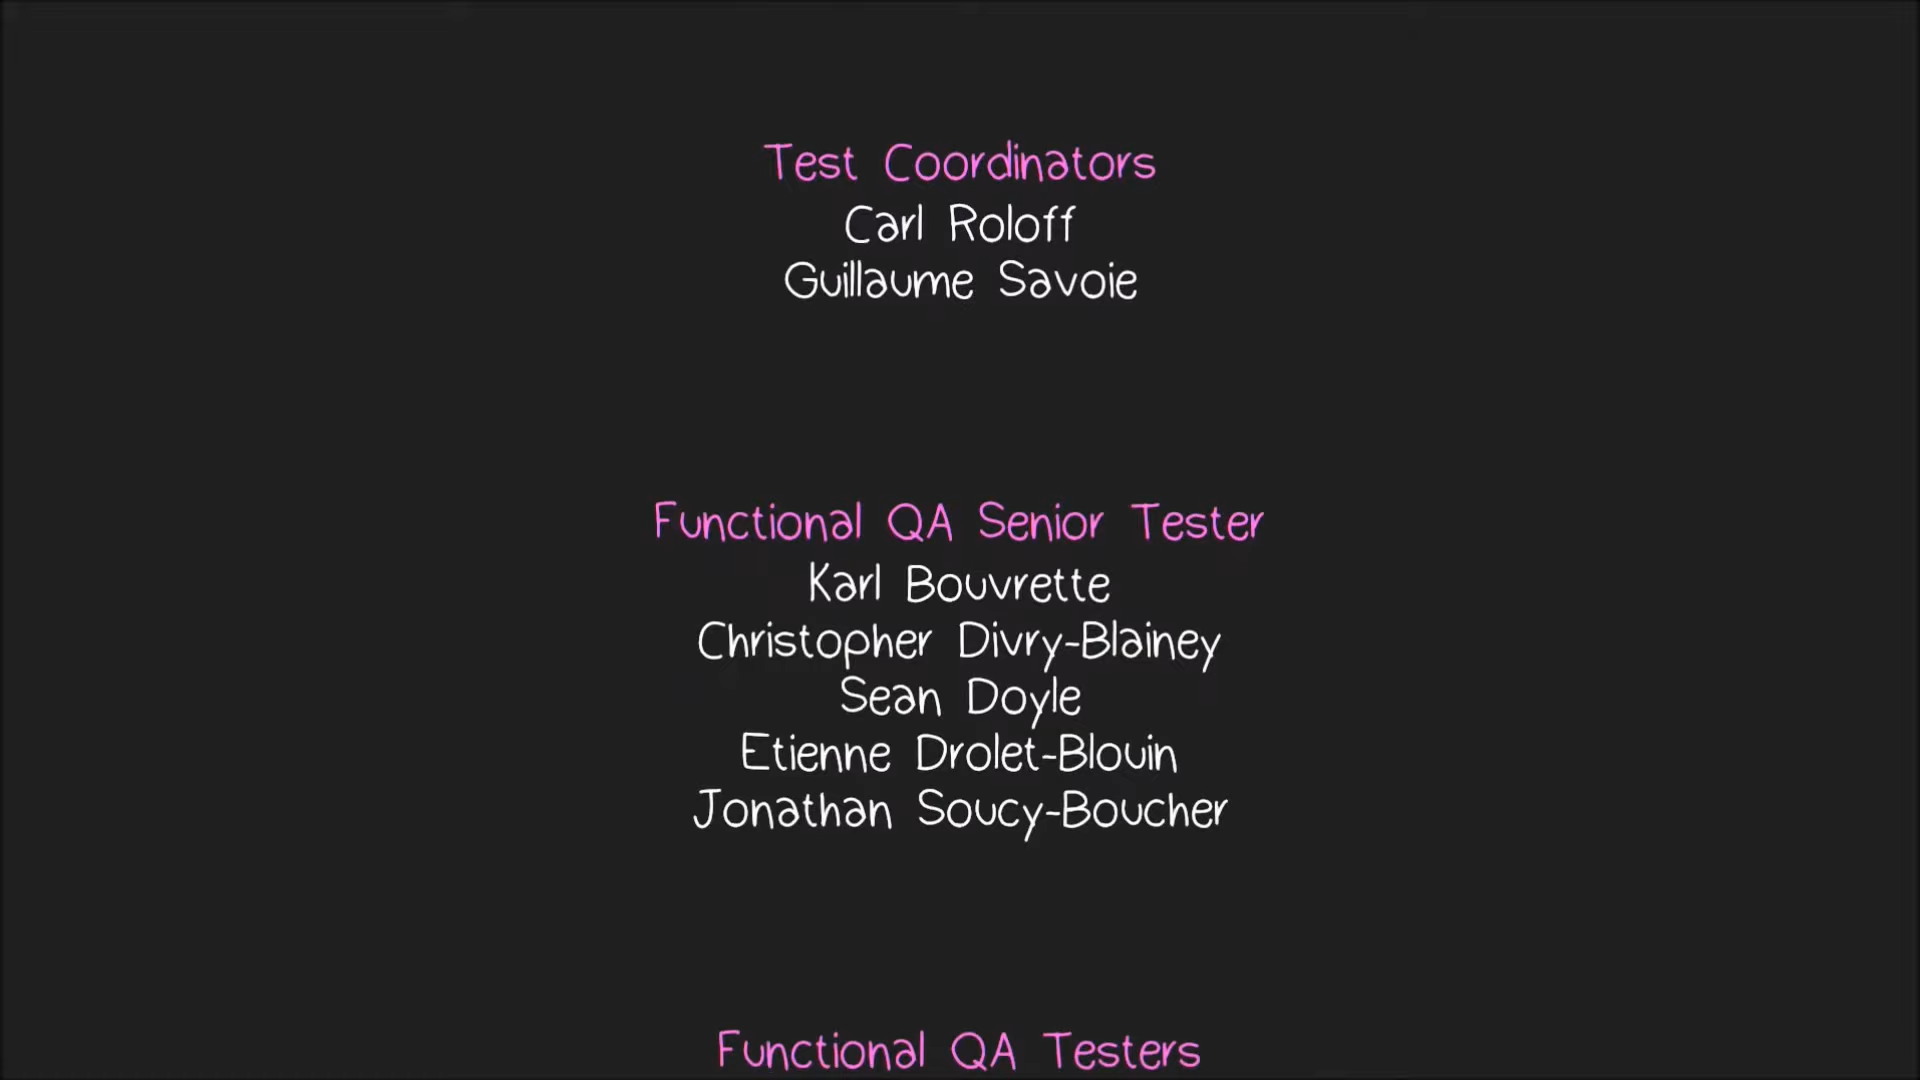 Test Coordinators
Carl Roloff
Guillaume Savoie
Functional QA Senior Tester
Karl Bouvrette
Christopher Divry-Blainey
Sean Doyle
Etienne Drolet-Blouin
Jonathan Soucy-Boucher
Functional QA Testers